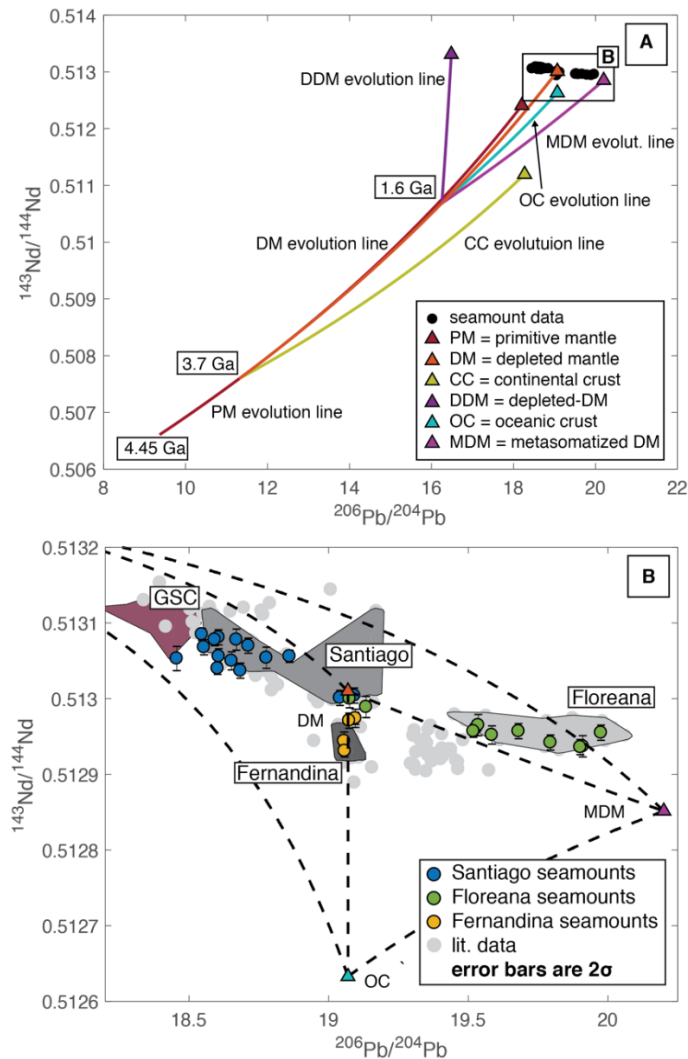 0.514
A
0.513
B
DDM evolution line
0.512
MDM evolut. line
1.6 Ga
0.511
OC evolution line
143Nd/144Nd
0.51
DM evolution line
CC evolutuion line
0.509
seamount data
PM = primitive mantle
0.508
DM = depleted mantle
3.7 Ga
CC = continental crust
DDM = depleted-DM
0.507
PM evolution line
OC = oceanic crust
4.45 Ga
MDM = metasomatized DM
0.506
8 10 12 14 16 18 20 22
206Pb/204Pb
0.5132
B
GSC
0.5131
Santiago
Floreana
0.513
DM
0.5129
Fernandina
143Nd/144Nd
MDM
0.5128
Santiago seamounts
0.5127
Floreana seamounts
Fernandina seamounts
OC
lit. data
0.5126
error bars are 2σ
18.5 19 19.5 20
206Pb/204Pb